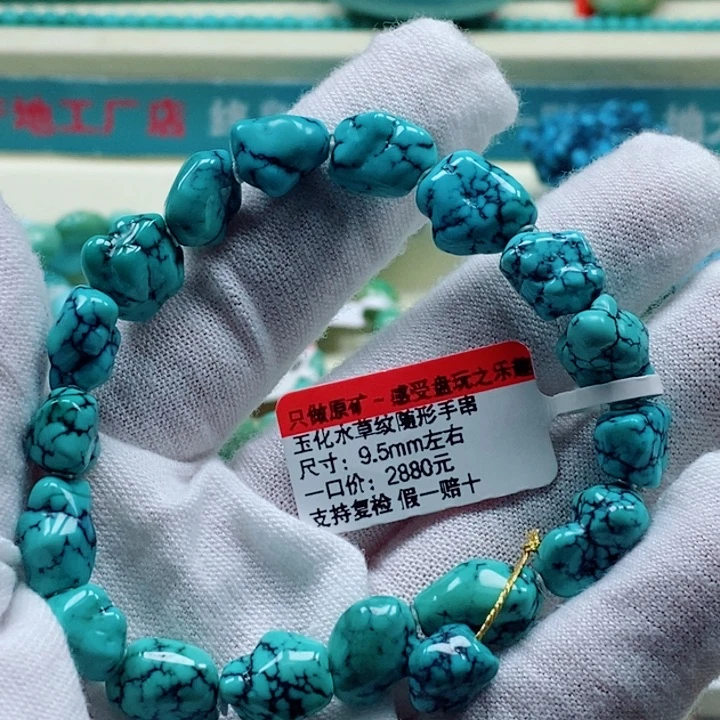 地工厂店
只做原矿~感受盘玩之乐趣
玉化水草纹随形手串
尺寸：9.5mm左右
一口价：2880元
支持复检 假一赔十